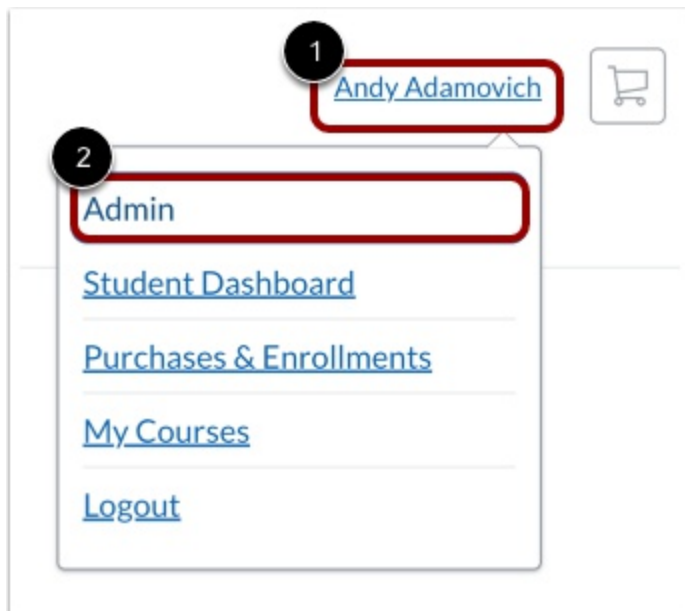 1
Andy Adamovich
2
Admin
Student Dashboard
Purchases & Enrollments
My Courses
Logout